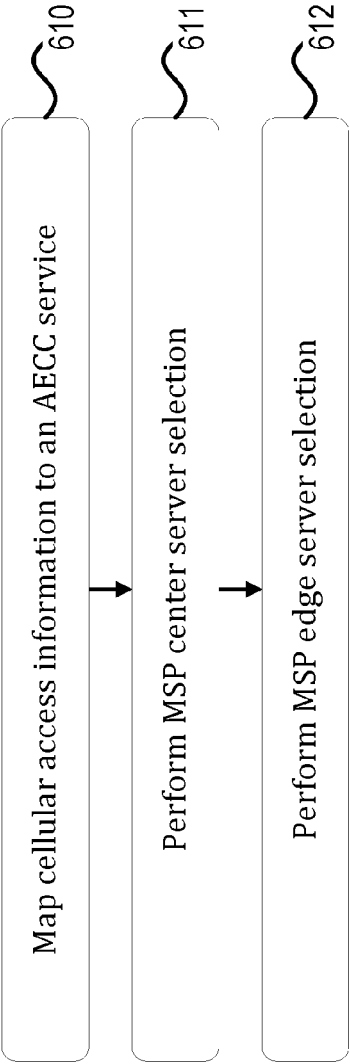 Map cellular access information to an AECC service
610
Perform MSP center server selection
611
Perform MSP edge server selection
612